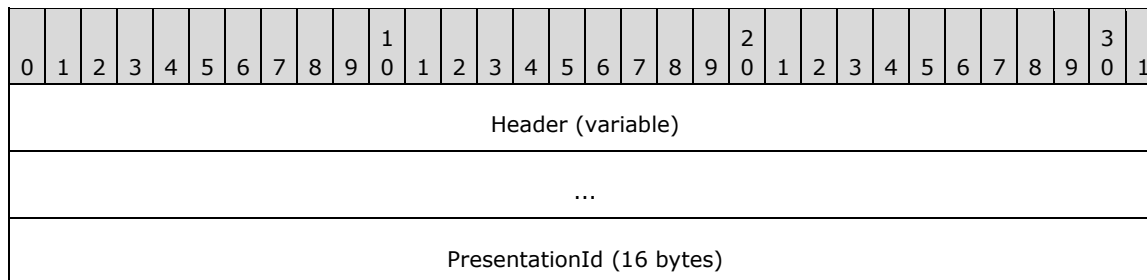 1 2 3
0 1 2 3 4 5 6 7 8 9 0 1 2 3 4 5 6 7 8 9 0 1 2 3 4 5 6 7 8 9 0 1
Header (variable)
...
PresentationId (16 bytes)